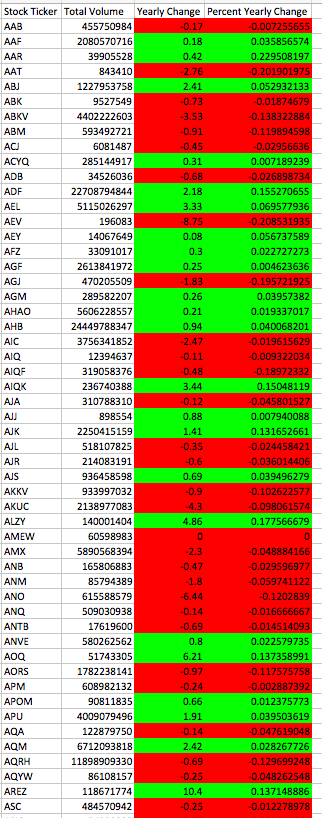 Stock Ticker Total Volume Yearly Change Percent Yearly Change
AAB 455750984 -0.17 -0.007255655
AAF 2080570716 0.18 0.035856574
AAR 39905528 0.42 0.229508197
AAT 843410 -2.76 -0.201901975
ABJ 1227953758 2.41 0.052932133
ABK 9527549 -0.73 -0.01874679
ABKV 4402222603 -3.53 -0.138322884
ABM 593492721 -0.91 -0.119894598
ACJ 6081487 -0.45 -0.02956636
ACYQ 285144917 0.31 0.007189239
ADB 34526036 -0.68 -0.026898734
ADF 22708794844 2.18 0.155270655
AEL 5115026297 3.33 0.069577936
AEV 196083 -8.75 -0.208531935
AEY 14067649 0.08 0.056737589
AFZ 33091017 0.3 0.022727273
AGF 2613841972 0.25 0.004623636
AGJ 470205509 -1.83 -0.195721925
AGM 289582207 0.26 0.03957382
AHAO 5606228557 0.21 0.019337017
AHB 24449788347 0.94 0.040068201
AIC 3756341852 -2.47 -0.019615629
AIQ 12394637 -0.11 -0.009322034
AIQF 319058376 -0.48 -0.18972332
AIQK 236740388 3.44 0.15048119
AJA 310788310 -0.12 -0.045801527
AJJ 898554 0.88 0.007940088
AJK 2250415159 1.41 0.131652661
AJL 518107825 -0.35 -0.024458421
AJR 214083191 -0.6 -0.036014406
AJS 936458598 0.69 0.039496279
AKKV 933997032 -0.9 -0.102622577
AKUC 2138977083 -4.3 -0.098061574
ALZY 140001404 4.86 0.177566679
AMEW 60598983 0 0
AMX 5890568394 -2.3 -0.048884166
ANB 165806883 -0.47 -0.029596977
ANM 85794389 -1.8 -0.059741122
ANO 615588579 -6.44 -0.1202839
ANQ 509030938 -0.14 -0.016666667
ANTB 17619600 -0.69 -0.014514093
ANVE 580262562 0.8 0.022579735
AOQ 51743305 6.21 0.137358991
AORS 1782238141 -0.97 -0.117575758
APM 608982132 -0.24 -0.002887392
APOM 90811835 0.66 0.012375773
APU 4009079496 1.91 0.039503619
AQA 122879750 -0.14 -0.047619048
AQM 6712093818 2.42 0.028267726
AQRH 11898909330 -0.69 -0.129699248
AQYW 86108157 -0.25 -0.048262548
AREZ 118671774 10.4 0.137148886
ASC 484570942 -0.25 -0.012278978